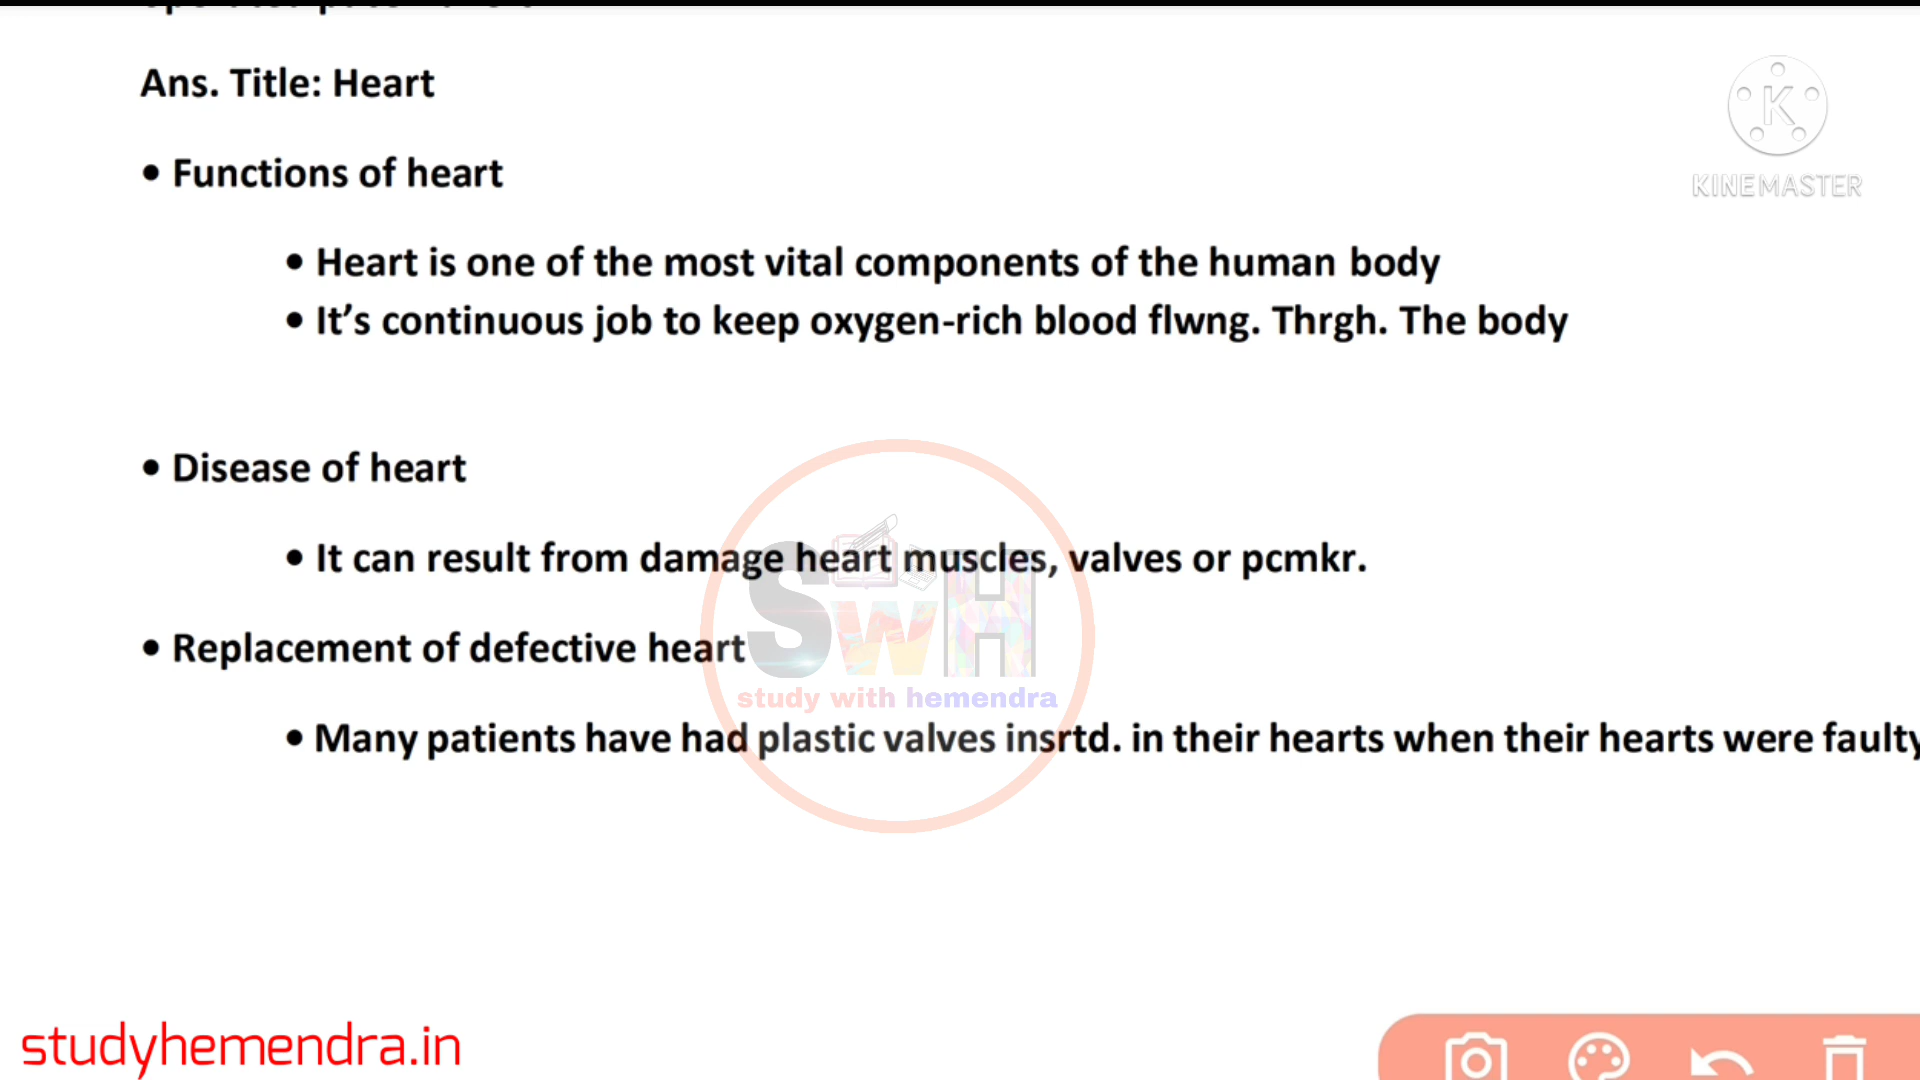 Ans. Title: Heart
KINEMASTER
• Functions of heart
• Heart is one of the most vital components of the human body
• It’s continuous job to keep oxygen-rich blood flwng. Thrgh. The body
• Disease of heart
• It can result from damage heart muscles, valves or pcmkr.
• Replacement of defective heart
SwH
study with hemendra
• Many patients have had plastic valves insrtd. in their hearts when their hearts were faulty
studyhemendra.in